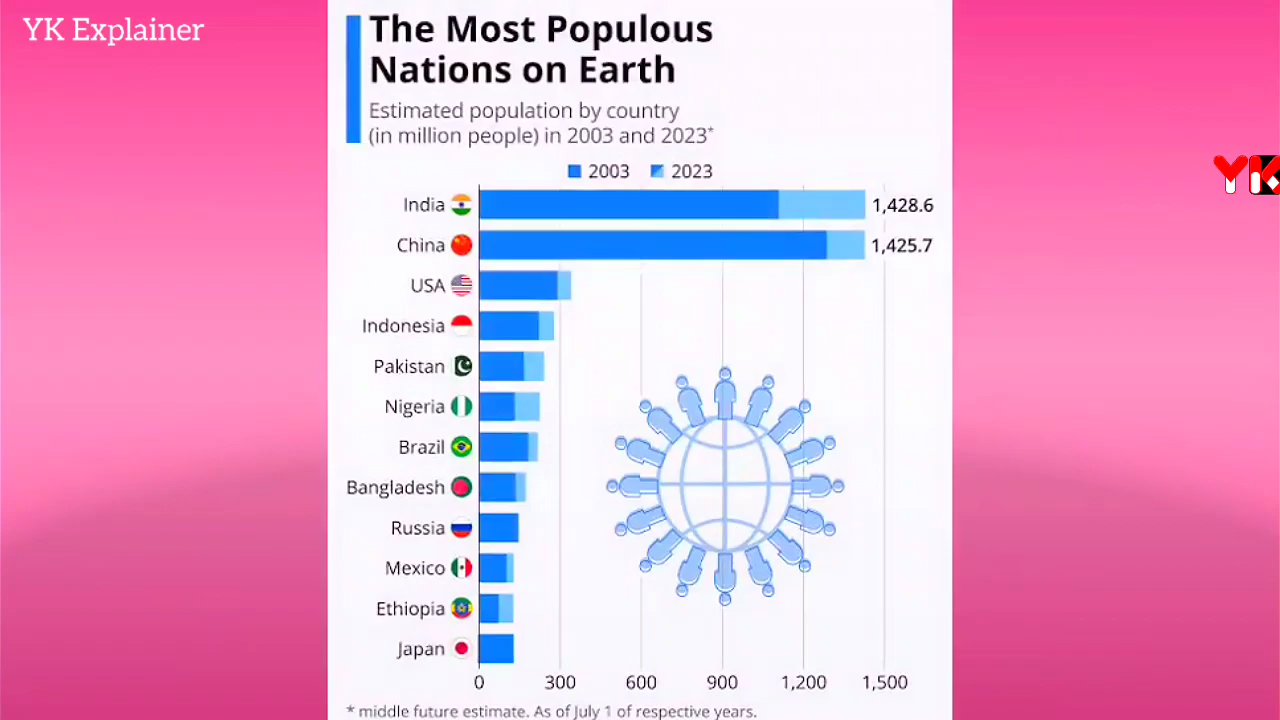 YK Explainer
The Most Populous
Nations on Earth
Estimated population by country
(in million people) in 2003 and 2023*
2003 2023
India 1,428.6
China 1,425.7
USA
Indonesia
Pakistan
Nigeria
Brazil
Bangladesh
Russia
Mexico
Ethiopia
Japan
0 300 600 900 1,200 1,500
* middle future estimate. As of July 1 of respective years.
YK